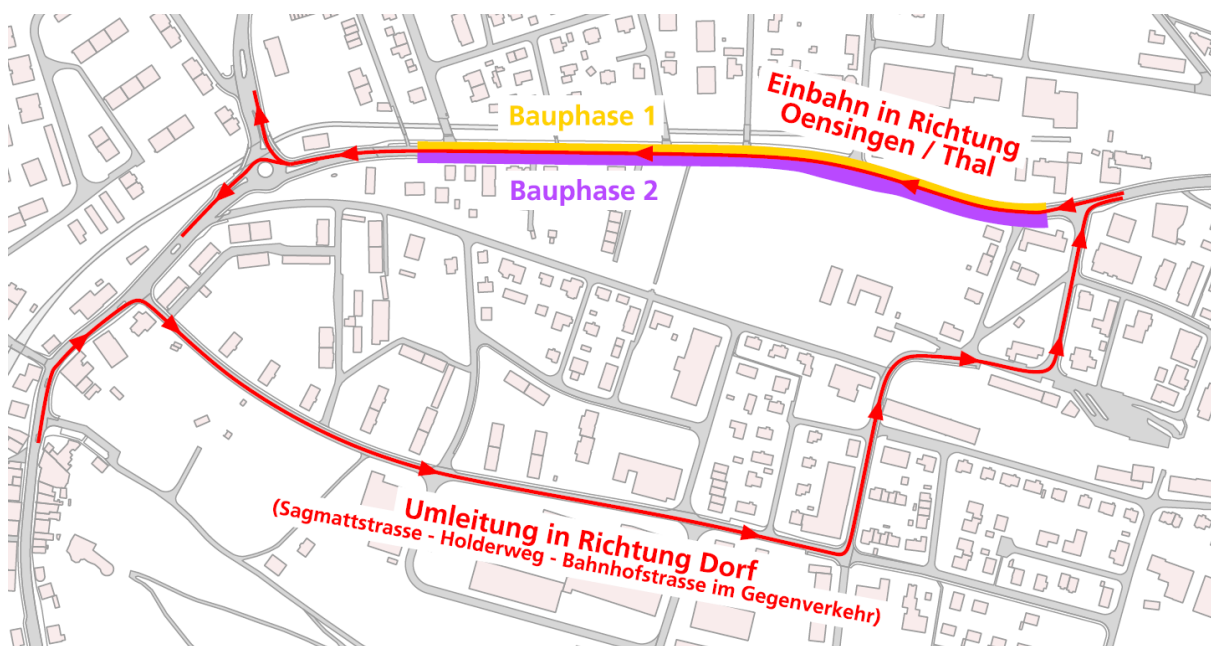 Bauphase 1
Einbahn in Richtung
Oensingen / Thal
Bauphase 2
Umleitung in Richtung Dorf
(Sagmattstrasse - Holderweg - Bahnhofstrasse im Gegenverkehr)